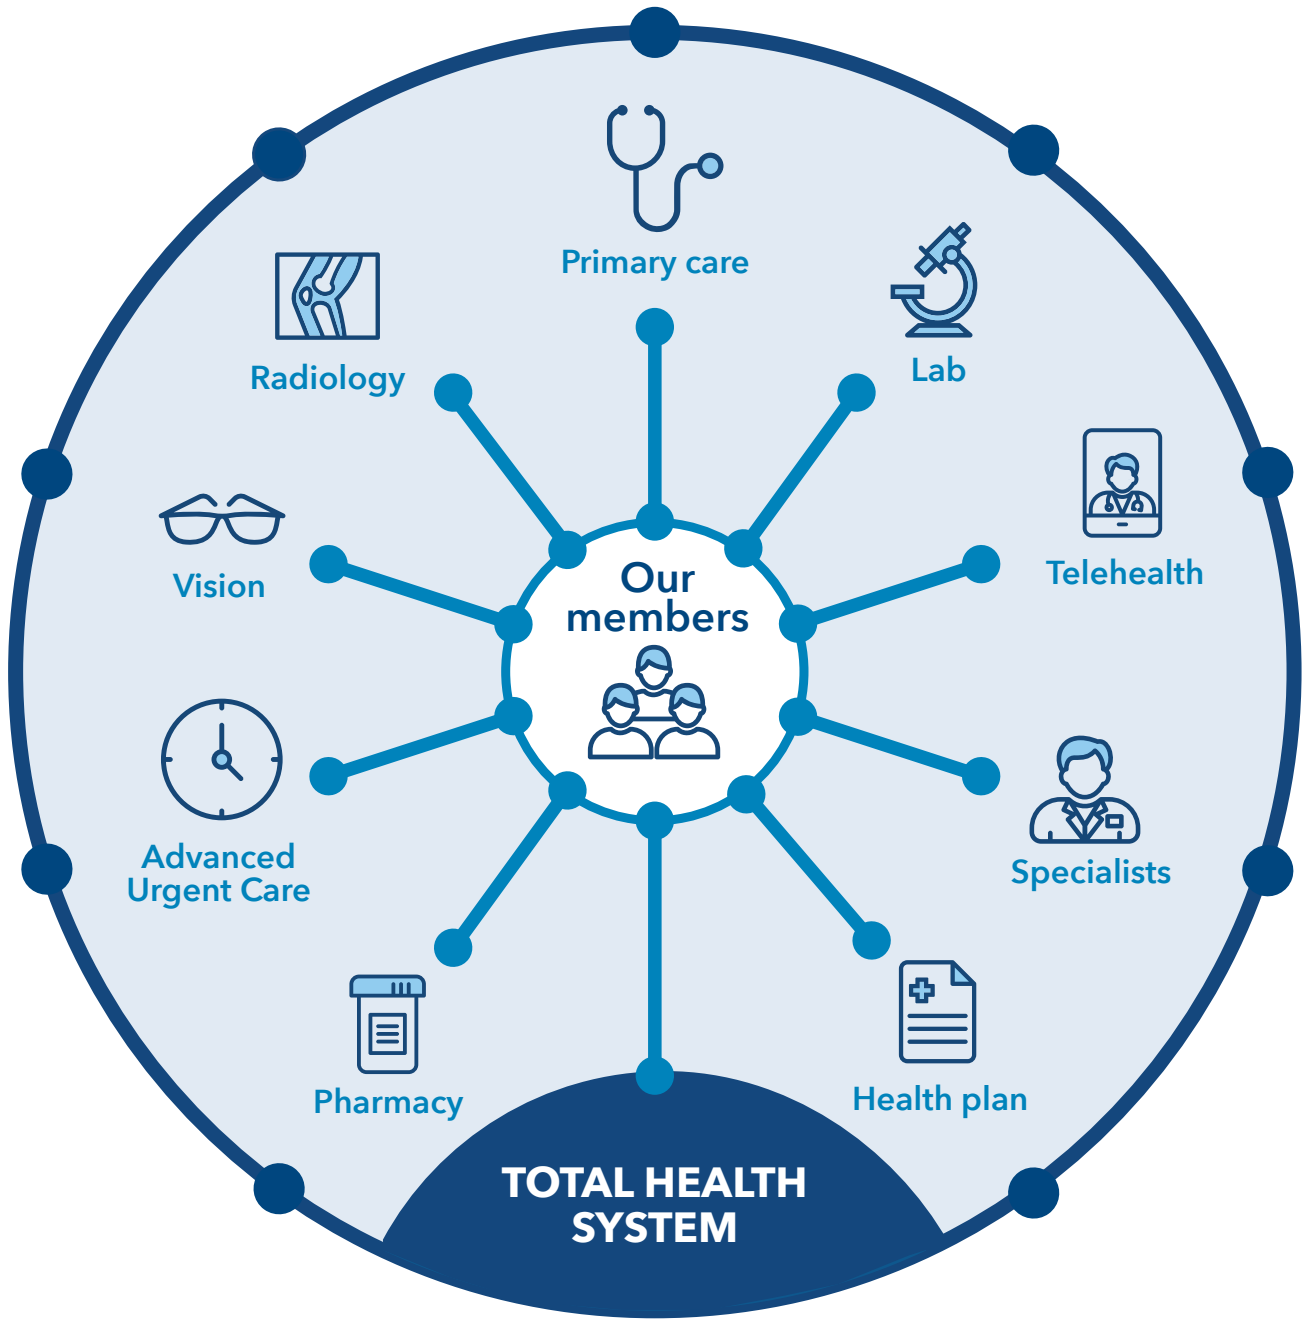 Primary care
Lab
Radiology
Telehealth
Vision
Our
members
Specialists
Advanced
Urgent Care
Health plan
Pharmacy
TOTAL HEALTH
SYSTEM